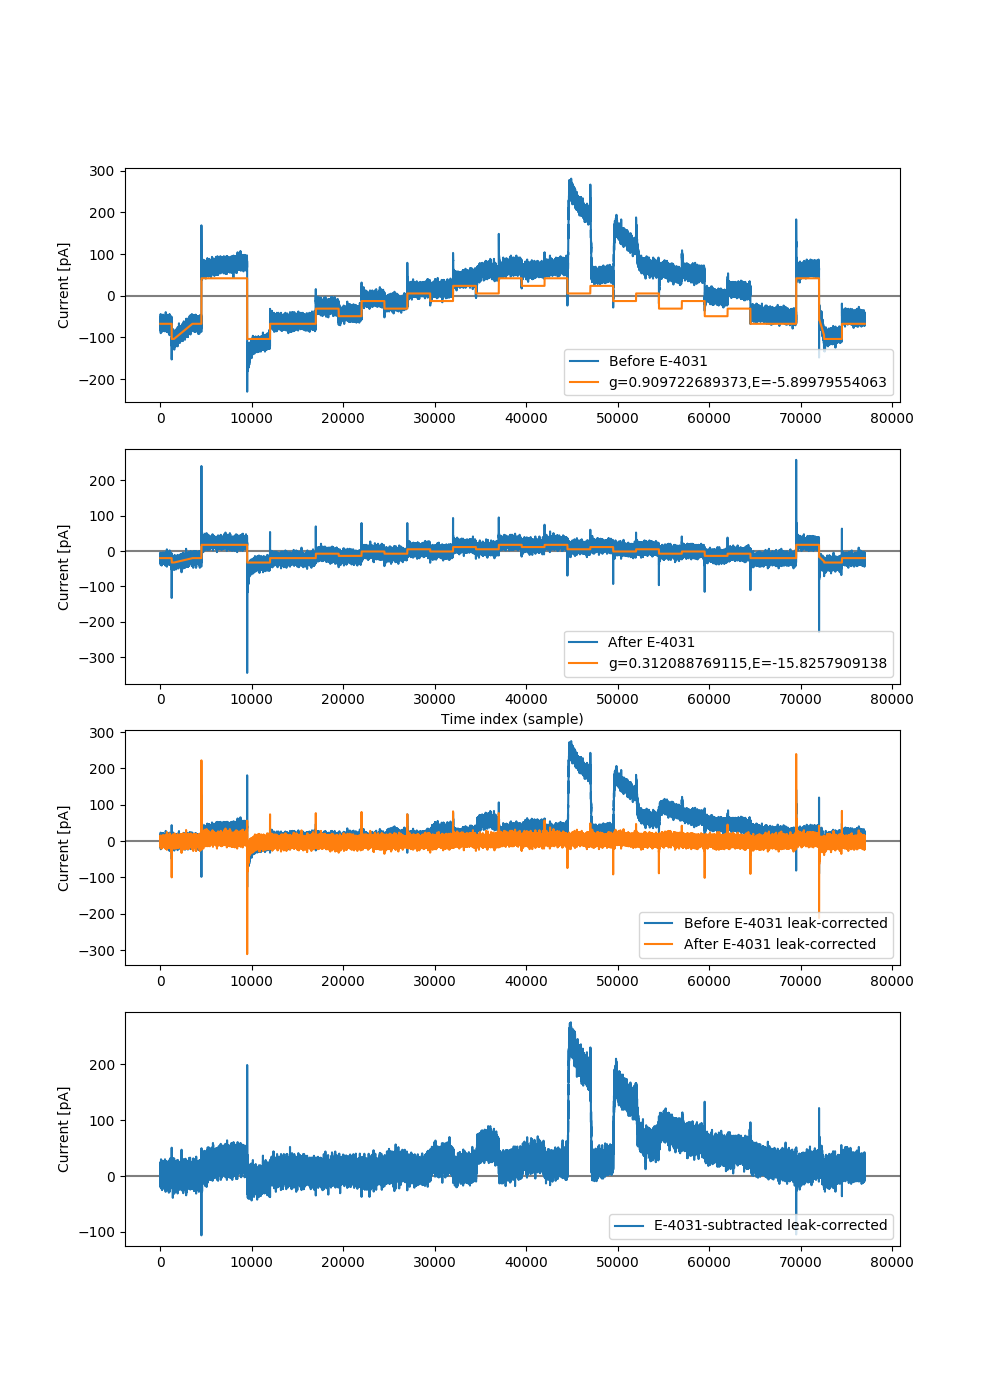 300
200
100
0
−100
−200
Current [pA]
Before E-4031
g=0.909722689373,E=-5.89979554063
0 10000 20000 30000 40000 50000 60000 70000 80000
200
100
0
−100
−200
−300
Current [pA]
After E-4031
g=0.312088769115,E=-15.8257909138
0 10000 20000 30000 40000 50000 60000 70000 80000
Time index (sample)
300
200
100
0
−100
−200
−300
Current [pA]
Before E-4031 leak-corrected
After E-4031 leak-corrected
0 10000 20000 30000 40000 50000 60000 70000 80000
200
100
0
−100
Current [pA]
E-4031-subtracted leak-corrected
0 10000 20000 30000 40000 50000 60000 70000 80000